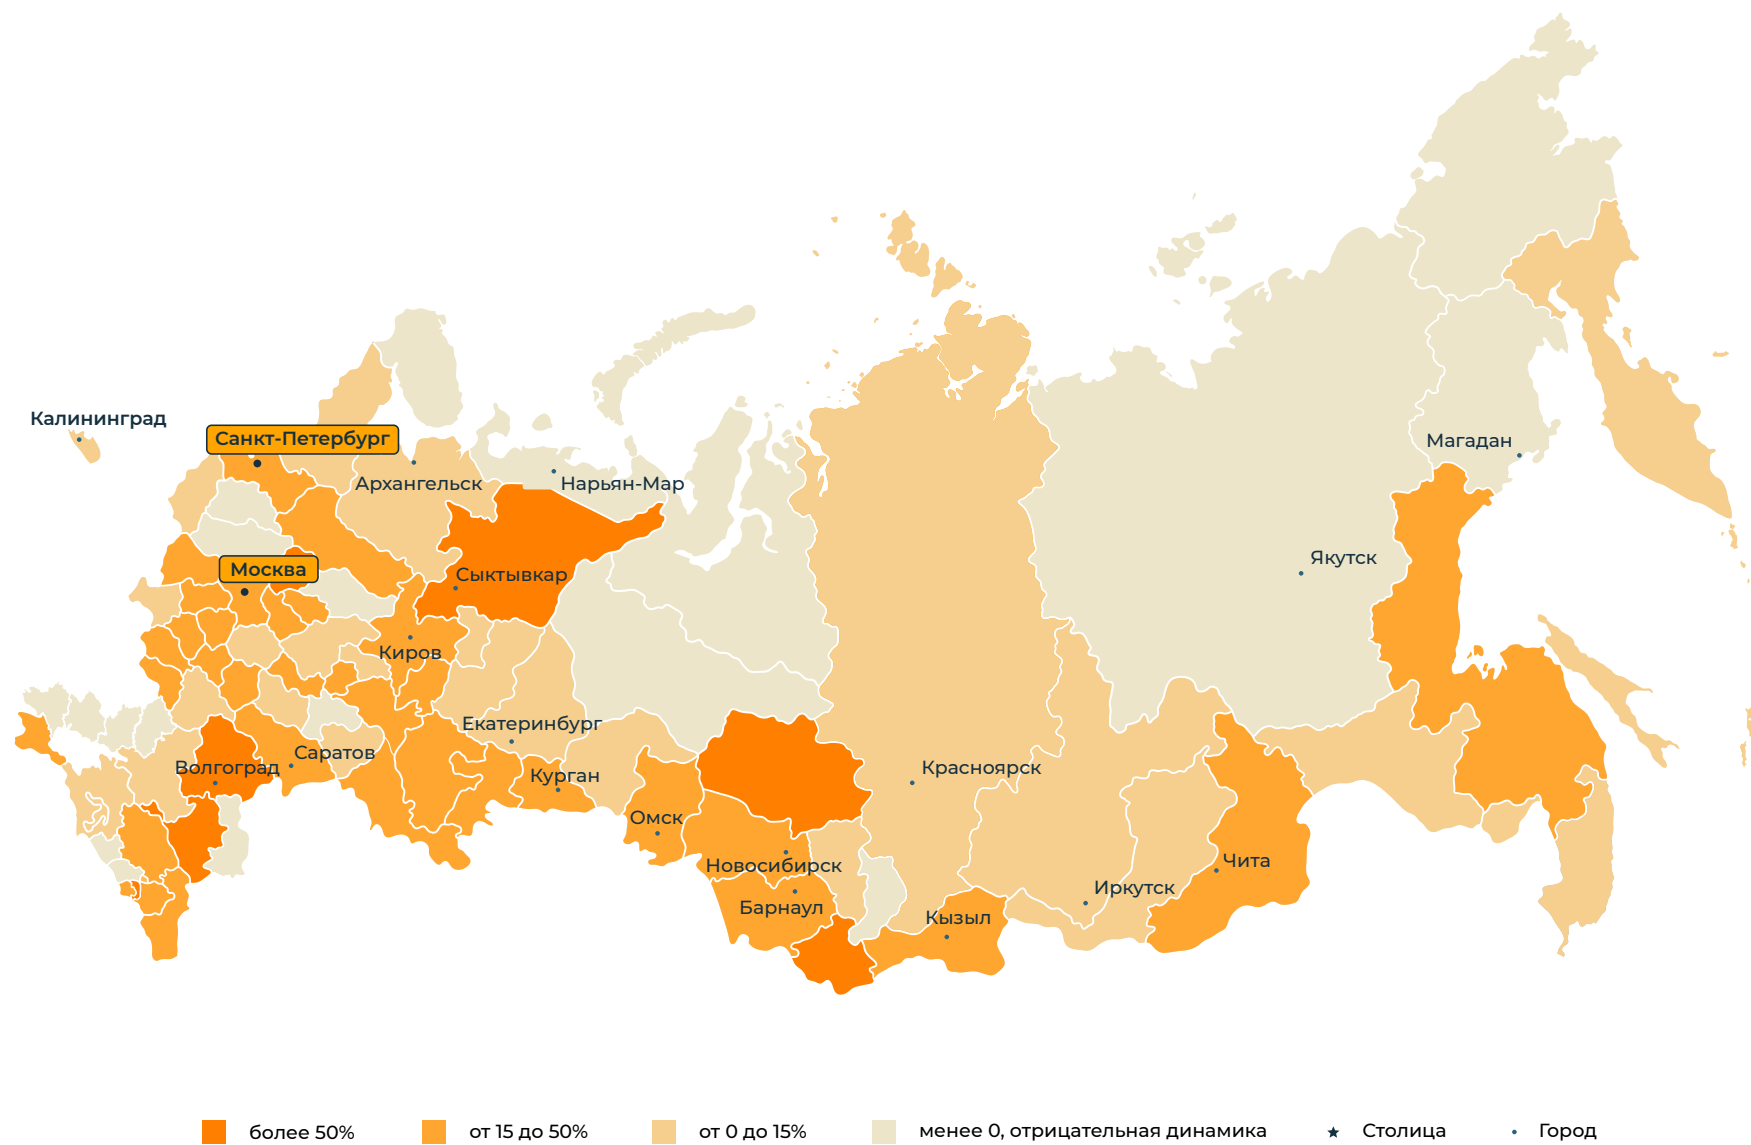 Калининград
Санкт-Петербург
Магадан
Архангельск
Нарьян-Мар
Якутск
Москва
Сыктывкар
Киров
Екатеринбург
Саратов
Волгоград
Курган
Красноярск
Омск
Новосибирск
Чита
Иркутск
Барнаул
Кызыл
более 50%
от 15 до 50%
от 0 до 15%
менее 0, отрицательная динамика
Столица
Город